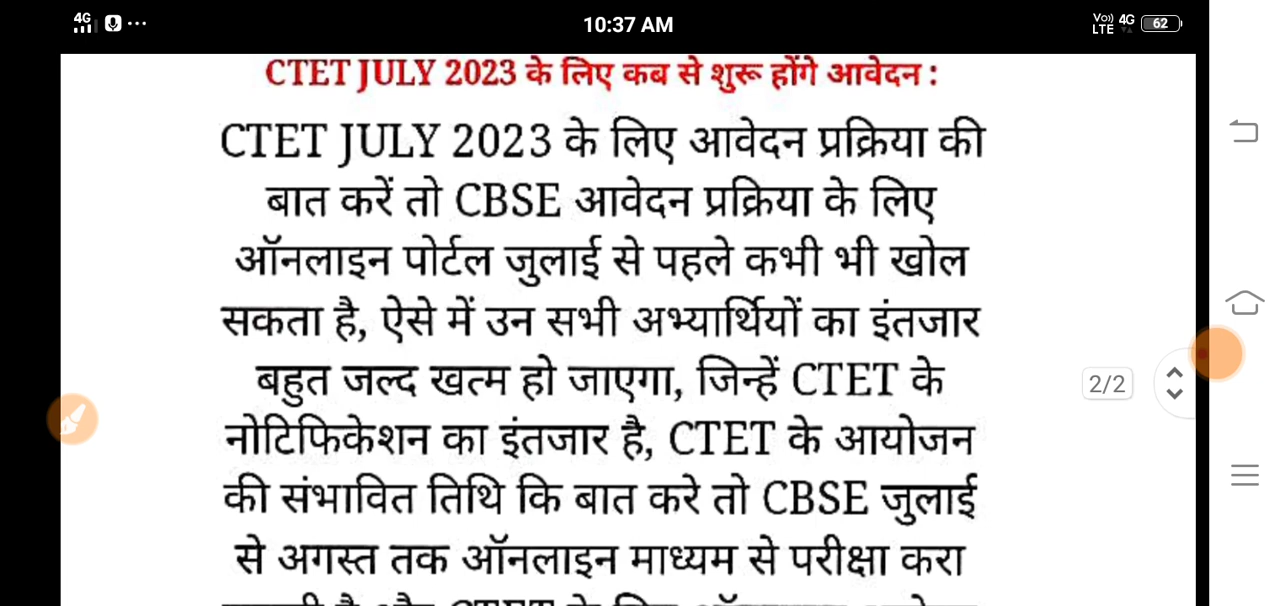 4G
10:37 AM
Vo) 4G
LTE
62
CTET JULY 2023 के लिए कब से शुरू होंगे आवेदन :
CTET JULY 2023 के लिए आवेदन प्रक्रिया की
बात करें तो CBSE आवेदन प्रक्रिया के लिए
ऑनलाइन पोर्टल जुलाई से पहले कभी भी खोल
सकता है, ऐसे में उन सभी अभ्यार्थियों का इंतजार
बहुत जल्द खत्म हो जाएगा, जिन्हें CTET के
2/2
नोटिफिकेशन का इंतजार है, CTET के आयोजन
की संभावित तिथि कि बात करे तो CBSE जुलाई
से अगस्त तक ऑनलाइन माध्यम से परीक्षा करा